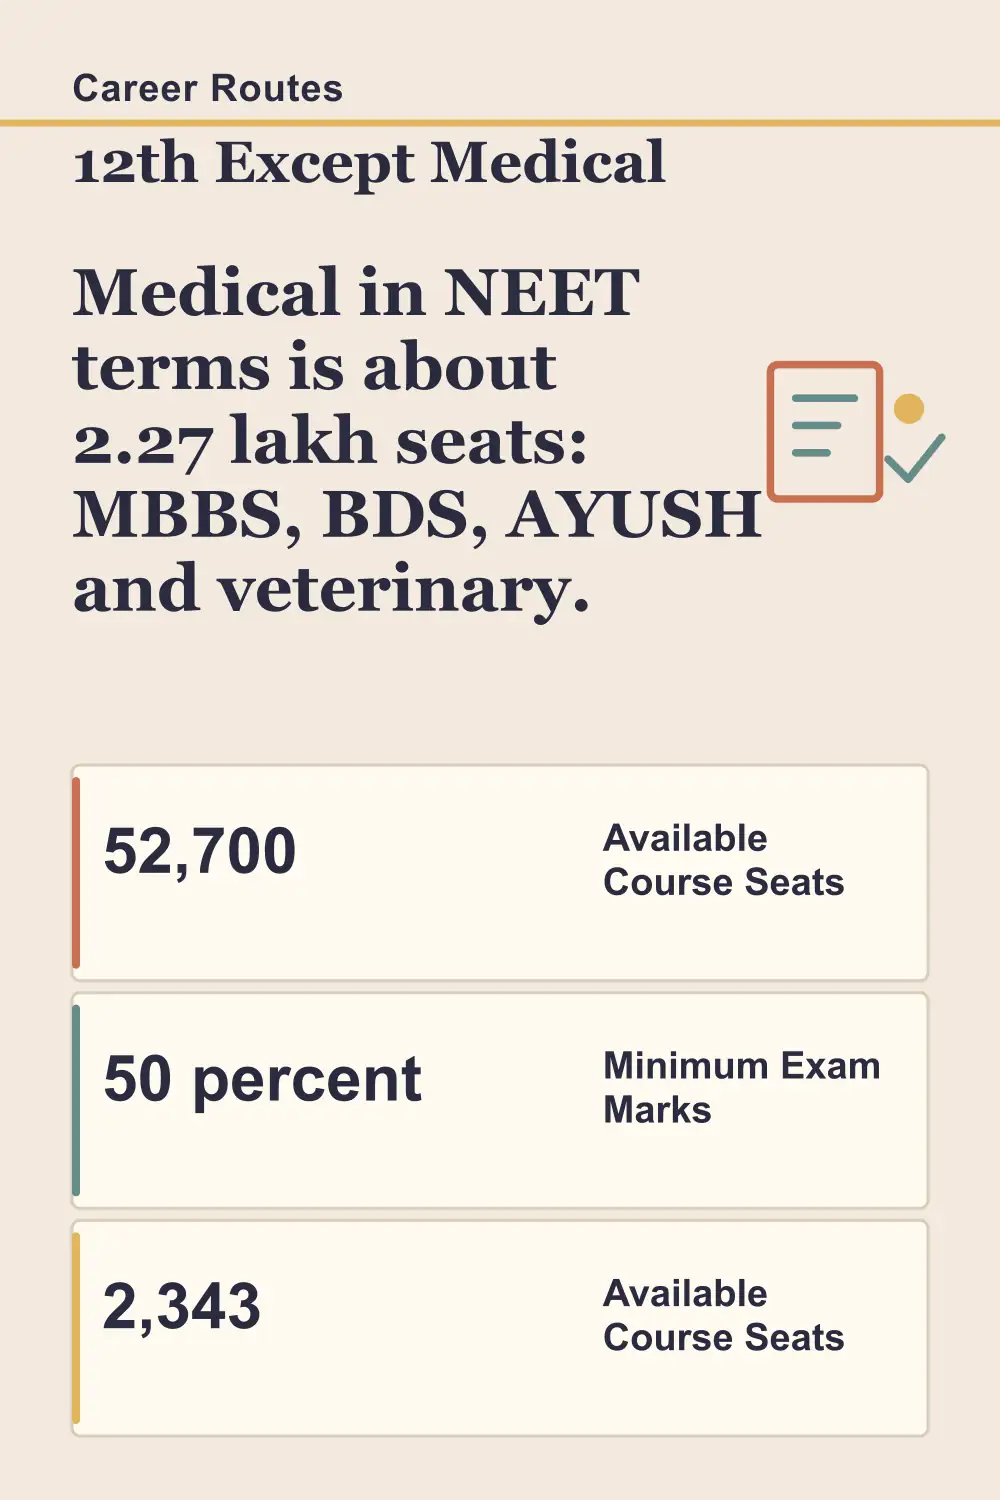 Career Routes
12th Except Medical
Medical in NEET
terms is about
2.27 lakh seats:
MBBS, BDS, AYUSH
and veterinary.
52,700
Available
Course Seats
50 percent
Minimum Exam
Marks
2,343
Available
Course Seats